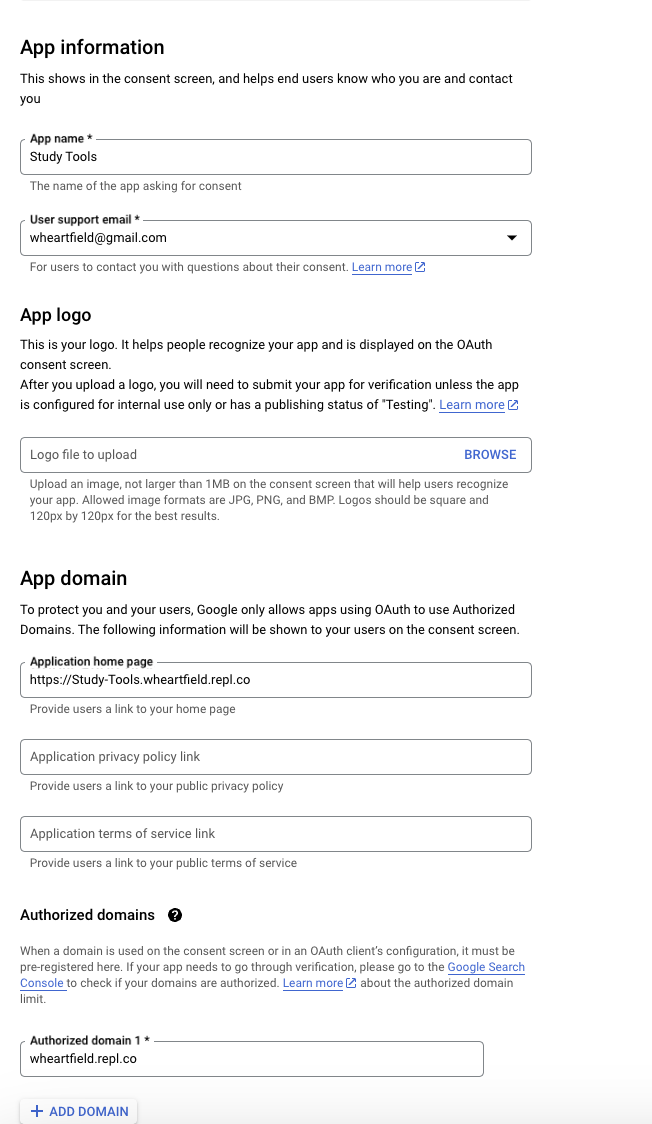 App information
This shows in the consent screen, and helps end users know who you are and contact
you
App name *
Study Tools
The name of the app asking for consent
User support email *
wheartfield@gmail.com
For users to contact you with questions about their consent. Learn more
App logo
This is your logo. It helps people recognize your app and is displayed on the OAuth
consent screen.
After you upload a logo, you will need to submit your app for verification unless the app
is configured for internal use only or has a publishing status of "Testing". Learn more
Logo file to upload BROWSE
Upload an image, not larger than 1MB on the consent screen that will help users recognize
your app. Allowed image formats are JPG, PNG, and BMP. Logos should be square and
120px by 120px for the best results.
App domain
To protect you and your users, Google only allows apps using OAuth to use Authorized
Domains. The following information will be shown to your users on the consent screen.
Application home page
https://Study-Tools.wheartfield.repl.co
Provide users a link to your home page
Application privacy policy link
Provide users a link to your public privacy policy
Application terms of service link
Provide users a link to your public terms of service
Authorized domains ?
When a domain is used on the consent screen or in an OAuth client's configuration, it must be
pre-registered here. If your app needs to go through verification, please go to the Google Search
Console to check if your domains are authorized. Learn more about the authorized domain
limit.
Authorized domain 1 *
wheartfield.repl.co
+ ADD DOMAIN